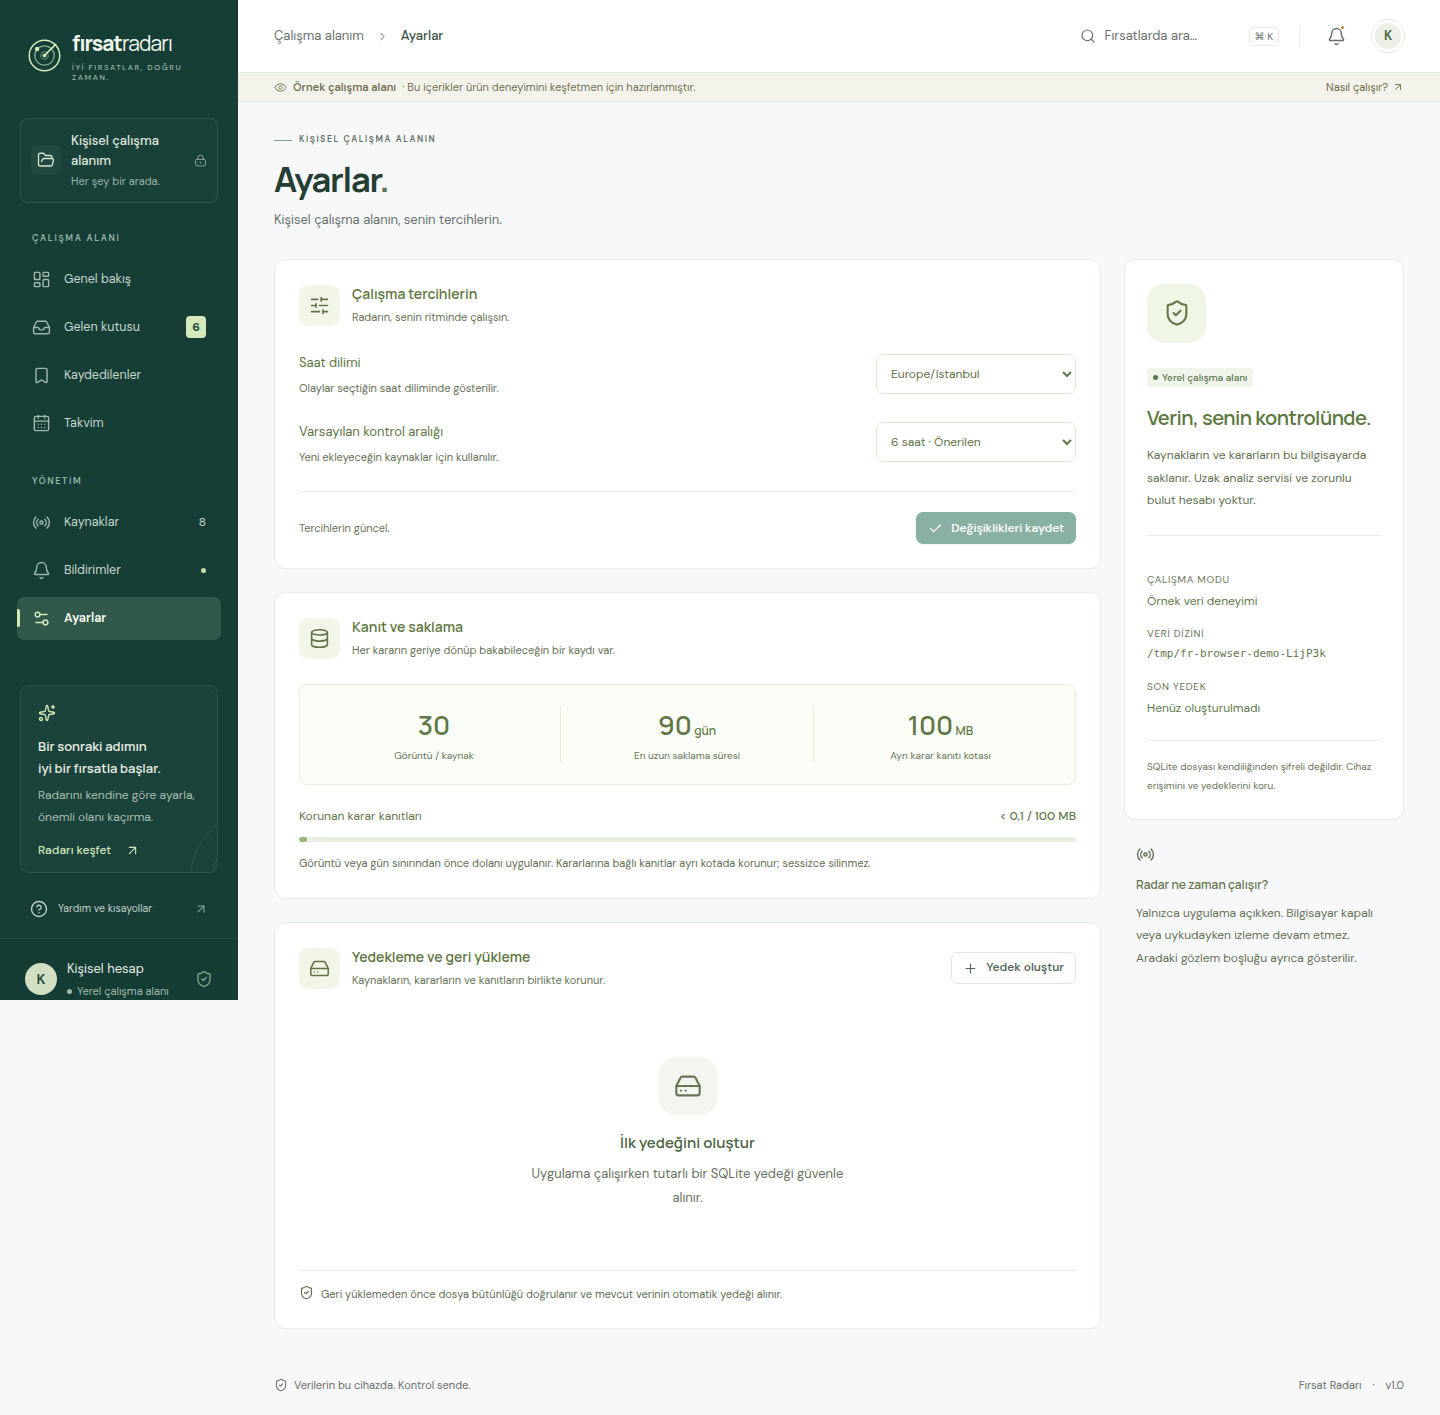 fırsatradarı
İYİ FIRSATLAR, DOĞRU
ZAMAN.
Kişisel çalışma
alanım
Her şey bir arada.
ÇALIŞMA ALANI
Genel bakış
Gelen kutusu
6
Kaydedilenler
Takvim
YÖNETİM
Kaynaklar
8
Bildirimler
Ayarlar
Bir sonraki adımın
iyi bir fırsatla başlar.
Radarını kendine göre ayarla,
önemli olanı kaçırma.
Radarı keşfet
Yardım ve kısayollar
K
Kişisel hesap
Yerel çalışma alanı
Çalışma alanım
Ayarlar
Fırsatlarda ara...
⌘ K
K
Örnek çalışma alanı · Bu içerikler ürün deneyimini keşfetmen için hazırlanmıştır.
Nasıl çalışır?
KİŞİSEL ÇALIŞMA ALANIN
Ayarlar.
Kişisel çalışma alanın, senin tercihlerin.
Çalışma tercihlerin
Radarın, senin ritminde çalışsın.
Saat dilimi
Olaylar seçtiğin saat diliminde gösterilir.
Europe/Istanbul
Varsayılan kontrol aralığı
Yeni ekleyeceğin kaynaklar için kullanılır.
6 saat · Önerilen
Tercihlerin güncel.
Değişiklikleri kaydet
Kanıt ve saklama
Her kararın geriye dönüp bakabileceğin bir kaydı var.
30
Görüntü / kaynak
90 gün
En uzun saklama süresi
100 MB
Ayrı karar kanıtı kotası
Korunan karar kanıtları
< 0,1 / 100 MB
Görüntü veya gün sınırından önce dolanı uygulanır. Kararlarına bağlı kanıtlar ayrı kotada korunur; sessizce silinmez.
Yedekleme ve geri yükleme
Kaynakların, kararların ve kanıtların birlikte korunur.
Yedek oluştur
İlk yedeğini oluştur
Uygulama çalışırken tutarlı bir SQLite yedeği güvenle
alınır.
Geri yüklemeden önce dosya bütünlüğü doğrulanır ve mevcut verinin otomatik yedeği alınır.
Yerel çalışma alanı
Verin, senin kontrolünde.
Kaynakların ve kararların bu bilgisayarda
saklanır. Uzak analiz servisi ve zorunlu
bulut hesabı yoktur.
ÇALIŞMA MODU
Örnek veri deneyimi
VERİ DİZİNİ
/tmp/fr-browser-demo-LijP3k
SON YEDEK
Henüz oluşturulmadı
SQLite dosyası kendiliğinden şifreli değildir. Cihaz
erişimini ve yedeklerini koru.
Radar ne zaman çalışır?
Yalnızca uygulama açıkken. Bilgisayar kapalı
veya uykudayken izleme devam etmez.
Aradaki gözlem boşluğu ayrıca gösterilir.
Verilerin bu cihazda. Kontrol sende.
Fırsat Radarı · v1.0